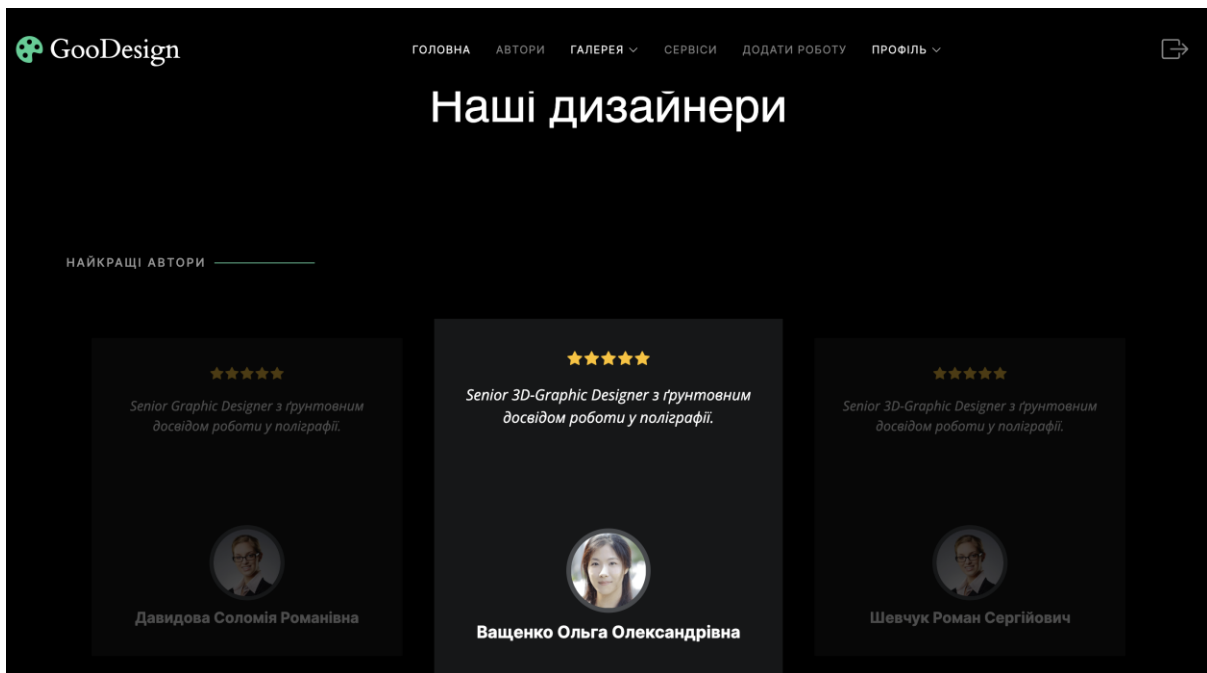 GooDesign
ГОЛОВНА АВТОРИ ГАЛЕРЕЯ СЕРВІСИ ДОДАТИ РОБОТУ ПРОФІЛЬ
Наші дизайнери
НАЙКРАЩІ АВТОРИ
Senior Graphic Designer з ґрунтовним
досвідом роботи у поліграфії.
Давидова Соломія Романівна
Senior 3D-Graphic Designer з ґрунтовним
досвідом роботи у поліграфії.
Ващенко Ольга Олександрівна
Senior 3D-Graphic Designer з ґрунтовним
досвідом роботи у поліграфії.
Шевчук Роман Сергійович